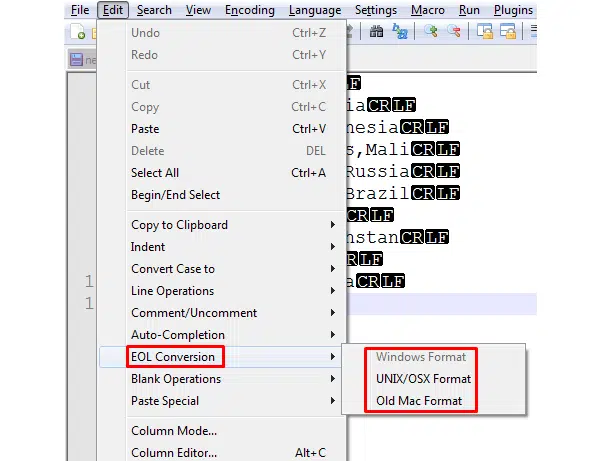 File Edit Search View Encoding Language Settings Macro Run Plugins
Undo Ctrl+Z
Redo Ctrl+Y
Cut Ctrl+X
Copy Ctrl+C
Paste Ctrl+V
Delete DEL
Select All Ctrl+A
Begin/End Select
Copy to Clipboard
Indent
Convert Case to
Line Operations
Comment/Uncomment
Auto-Completion
EOL Conversion
Blank Operations
Paste Special
Column Mode...
Column Editor... Alt+C
Windows Format
UNIX/OSX Format
Old Mac Format
ne
LF
iaCRLF
nesiaCRLF
s,MaliCRLF
RussiaCRLF
BrazilCRLF
CRLF
nstanCRLF
CRLF
1 aCRLF
1